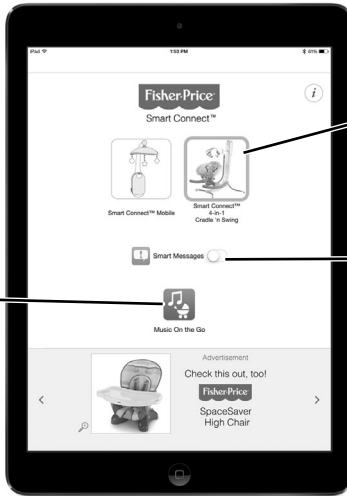 iPad
1:53 PM
61%
Fisher-Price®
Smart Connect™
i
Smart Connect™ Mobile
Smart Connect™
4-in-1
Cradle 'n Swing
Smart Messages
Music On the Go
Advertisement
Check this out, too!
Fisher-Price®
SpaceSaver
High Chair